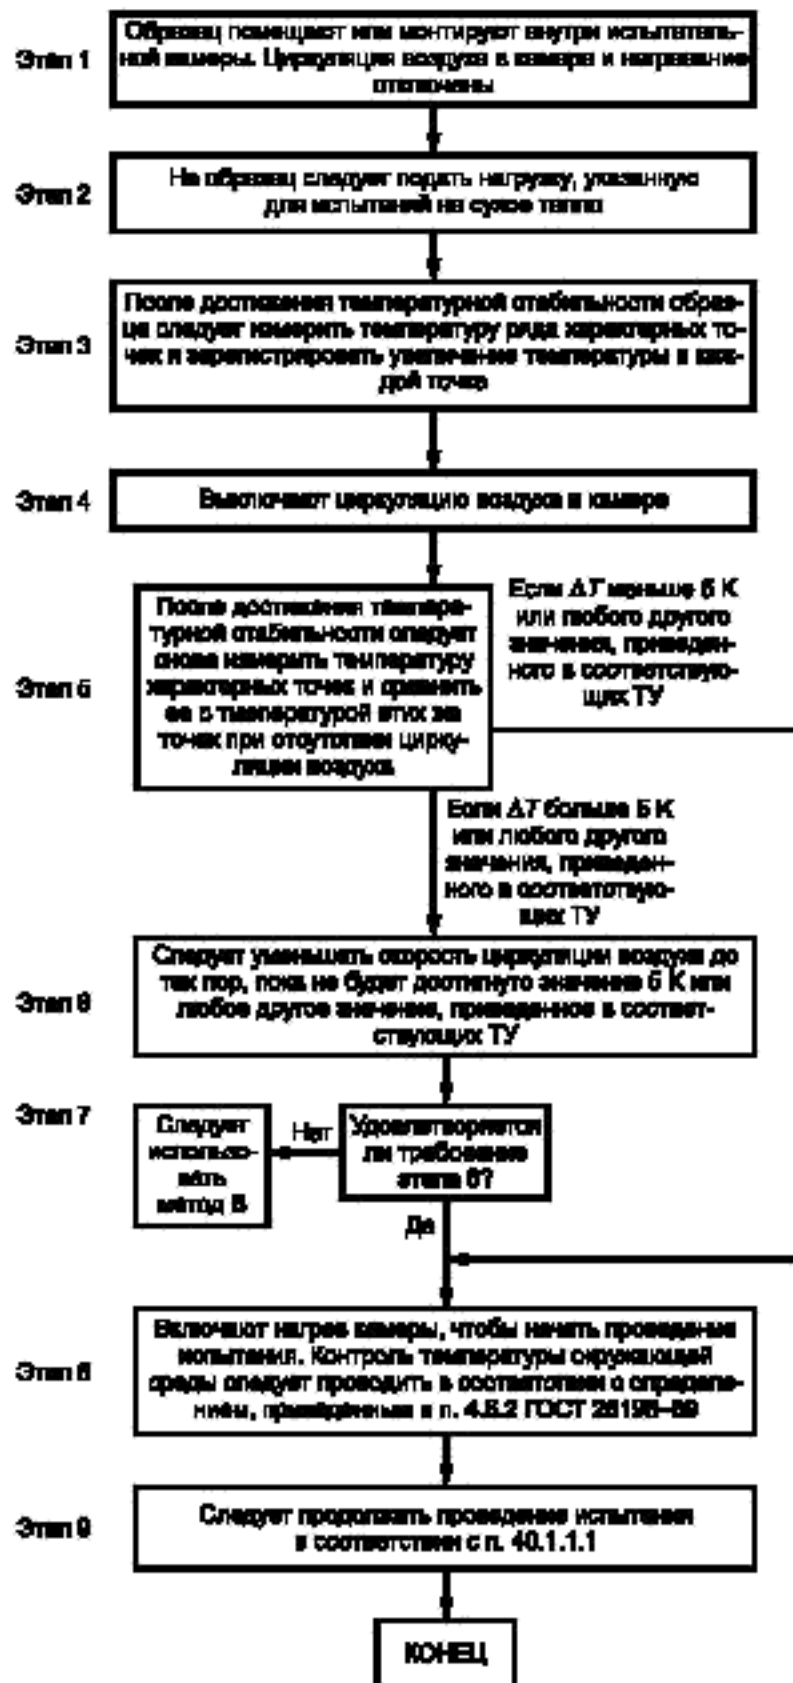 Этап 1
Образец помещают или монтируют внутри испытатель-
ной камеры. Циркуляция воздуха в камере и нагревание
отключены
Этап 2
На образец следует подать нагрузку, указанную
для испытаний на сухое тепло
Этап 3
После достижения температурной стабильности образ-
ца следует измерить температуру ряда характерных то-
чек и зарегистрировать увеличение температуры в каж-
дой точке
Этап 4
Включают циркуляцию воздуха в камере
Этап 5
После достижения темпера-
турной стабильности следует
снова измерить температуру
характерных точек и сравнить
ее с температурой этих же
точек при отсутствии цирку-
ляции воздуха
Если ΔT меньше 5 К
или любого другого
значения, приведен-
ного в соответствую-
щих ТУ
Если ΔT больше 5 К
или любого другого
значения, приведен-
ного в соответствую-
щих ТУ
Этап 6
Следует уменьшать скорость циркуляции воздуха до
тех пор, пока не будет достигнуто значение 5 К или
любое другое значение, приведенное в соответ-
ствующих ТУ
Этап 7
Следует
использо-
вать
метод В
Нет
Удовлетворяется
ли требование
этапа 6?
Да
Этап 8
Включают нагрев камеры, чтобы начать проведение
испытания. Контроль температуры окружающей
среды следует проводить в соответствии с определе-
нием, приведенным в п. 4.6.2 ГОСТ
Этап 9
Следует продолжать проведение испытания
в соответствии с п. 40.1.1.1
КОНЕЦ